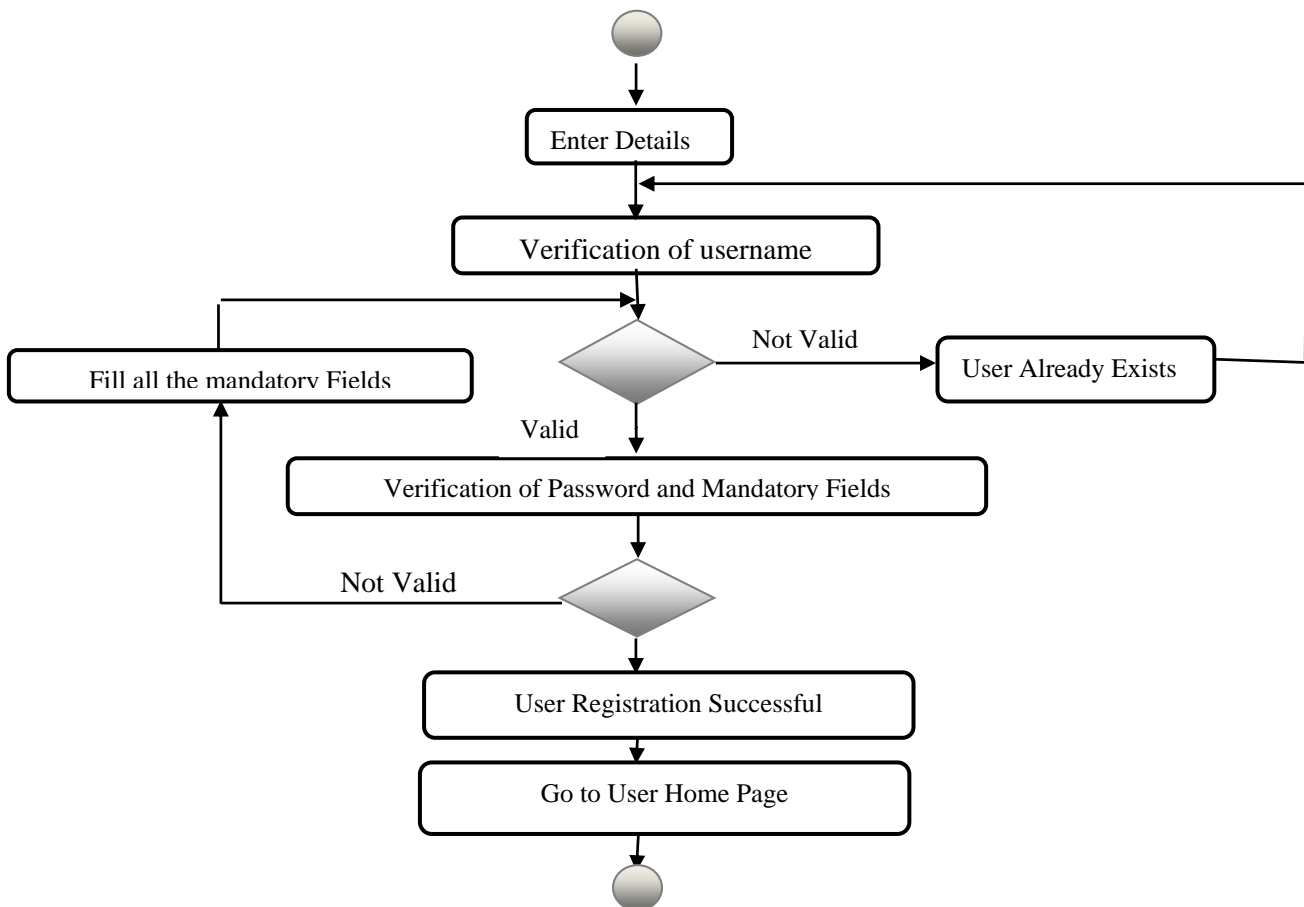 Enter Details
Verification of username
Not Valid
Fill all the mandatory Fields
User Already Exists
Valid
Verification of Password and Mandatory Fields
Not Valid
User Registration Successful
Go to User Home Page